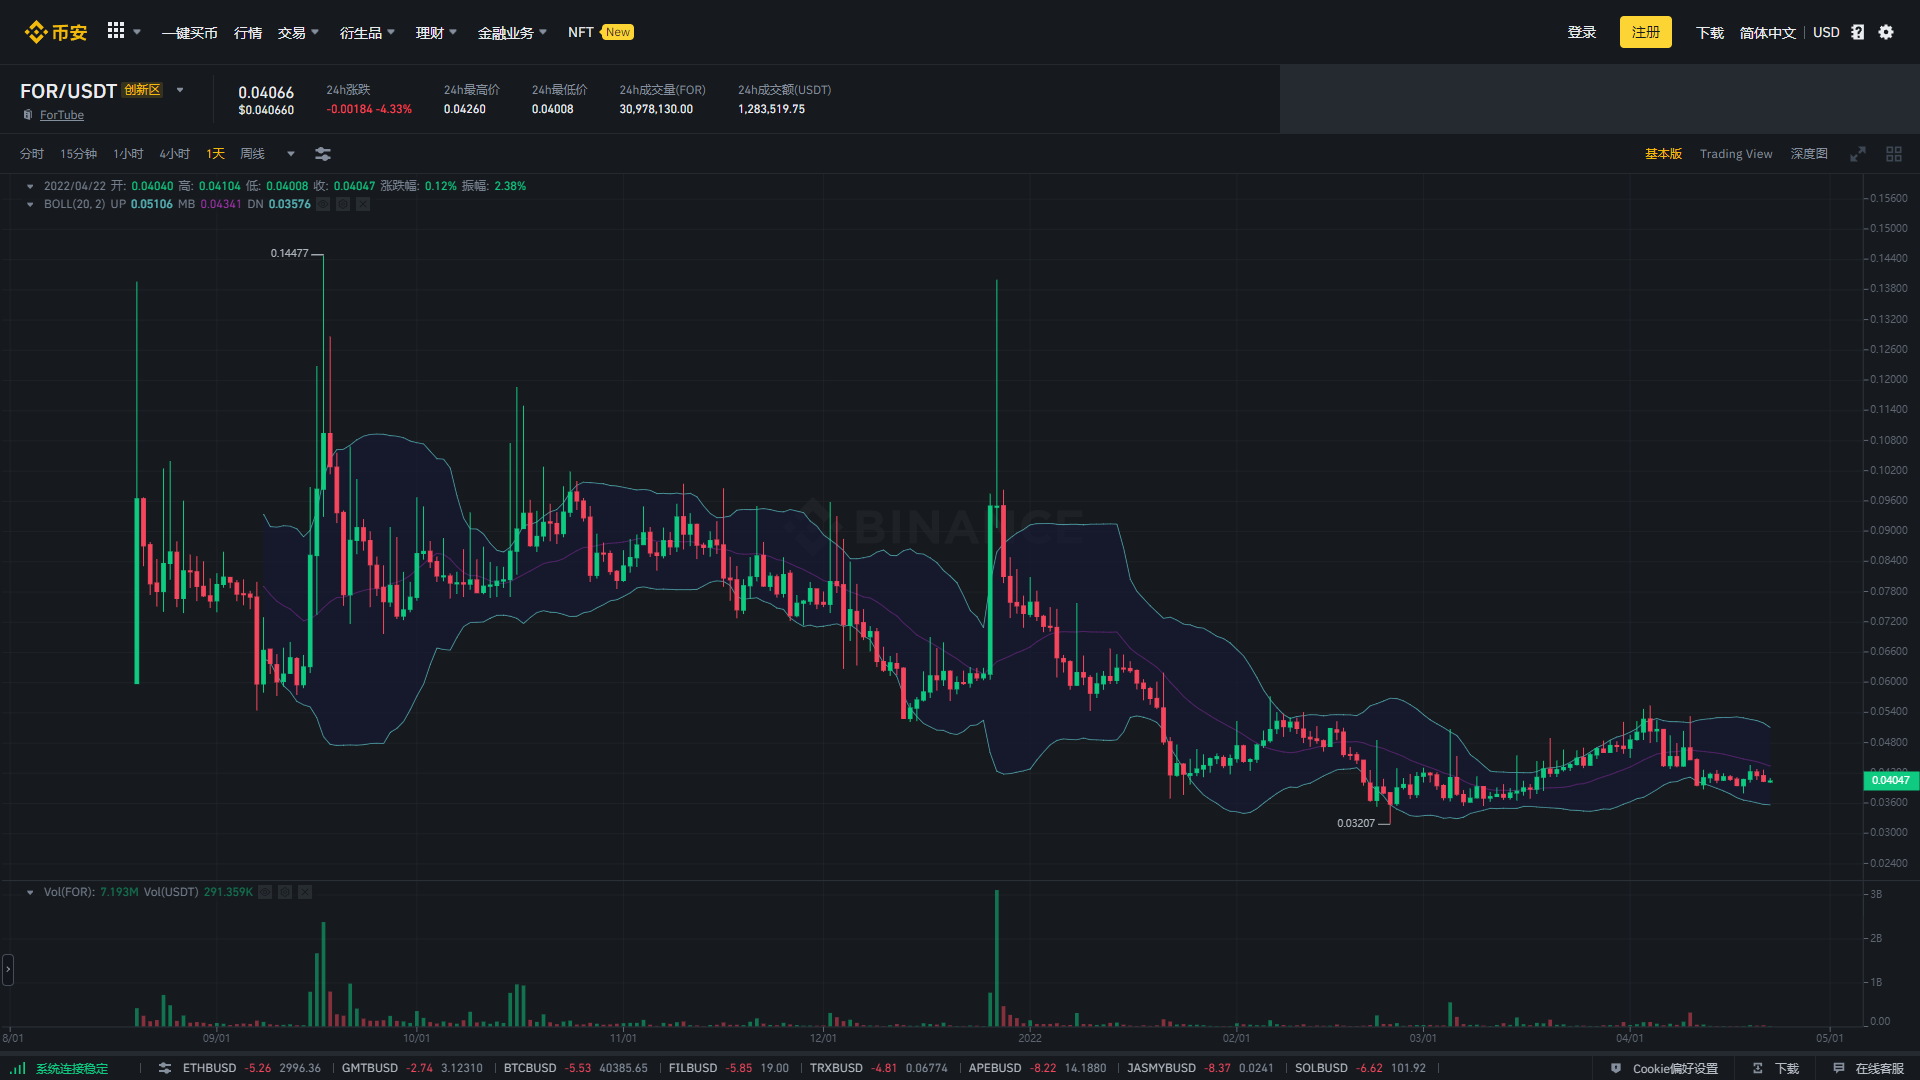 币安 一键买币 行情 交易 衍生品 理财 金融业务 NFT New 登录 注册 下载 简体中文 USD
FOR/USDT 创新区
ForTube
0.04066
$0.040660
24h涨跌
-0.00184 -4.33%
24h最高价
0.04260
24h最低价
0.04008
24h成交量(FOR)
30,978,130.00
24h成交额(USDT)
1,283,519.75
分时 15分钟 1小时 4小时 1天 周线 基本版 Trading View 深度图
2022/04/22 开: 0.04040 高: 0.04104 低: 0.04008 收: 0.04047 涨跌幅: 0.12% 振幅: 2.38%
BOLL(20, 2) UP 0.05106 MB 0.04341 DN 0.03576
0.14477
0.03207
BINANCE
0.15600
0.15000
0.14400
0.13800
0.13200
0.12600
0.12000
0.11400
0.10800
0.10200
0.09600
0.09000
0.08400
0.07800
0.07200
0.06600
0.06000
0.05400
0.04800
0.04047
0.03600
0.03000
0.02400
Vol(FOR): 7.193M Vol(USDT) 291.359K
3B
2B
1B
0.00
8/01 09/01 10/01 11/01 12/01 2022 02/01 03/01 04/01 05/01
系统连接稳定 ETHBUSD -5.26 2996.36 GMTBUSD -2.74 3.12310 BTCBUSD -5.53 40385.65 FILBUSD -5.85 19.00 TRXBUSD -4.81 0.06774 APEBUSD -8.22 14.1880 JASMYBUSD -8.37 0.0241 SOLBUSD -6.62 101.92 Cookie偏好设置 下载 在线客服